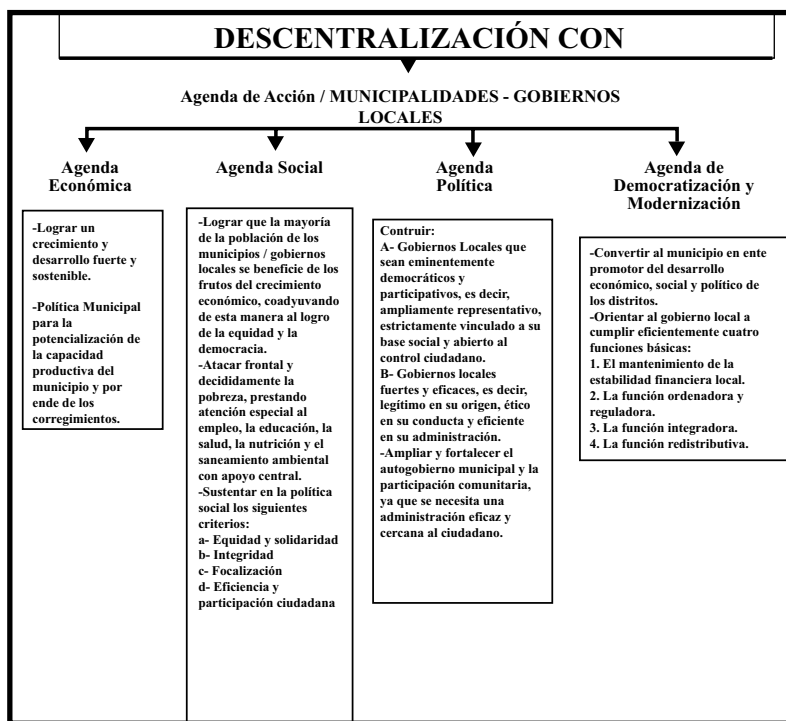 DESCENTRALIZACIÓN CON
Agenda de Acción / MUNICIPALIDADES - GOBIERNOS
LOCALES
Agenda
Económica
-Lograr un
crecimiento y
desarrollo fuerte y
sostenible.
-Política Municipal
para la
potencialización de
la capacidad
productiva del
municipio y por
ende de los
corregimientos.
Agenda Social
-Lograr que la mayoría
de la población de los
municipios / gobiernos
locales se beneficie de los
frutos del crecimiento
económico, coadyuvando
de esta manera al logro
de la equidad y la
democracia.
-Atacar frontal y
decididamente la
pobreza, prestando
atención especial al
empleo, la educación, la
salud, la nutrición y el
saneamiento ambiental
con apoyo central.
-Sustentar en la política
social los siguientes
criterios:
a- Equidad y solidaridad
b- Integridad
c- Focalización
d- Eficiencia y
participación ciudadana
Agenda
Política
Contruir:
A- Gobiernos Locales que
sean eminentemente
democráticos y
participativos, es decir,
ampliamente representativo,
estrictamente vinculado a su
base social y abierto al
control ciudadano.
B- Gobiernos locales
fuertes y eficaces, es decir,
legítimo en su origen, ético
en su conducta y eficiente
en su administración.
-Ampliar y fortalecer el
autogobierno municipal y la
participación comunitaria,
ya que se necesita una
administración eficaz y
cercana al ciudadano.
Agenda de
Democratización y
Modernización
-Convertir al municipio en ente
promotor del desarrollo
económico, social y político de
los distritos.
-Orientar al gobierno local a
cumplir eficientemente cuatro
funciones básicas:
1. El mantenimiento de la
estabilidad financiera local.
2. La función ordenadora y
reguladora.
3. La función integradora.
4. La función redistributiva.